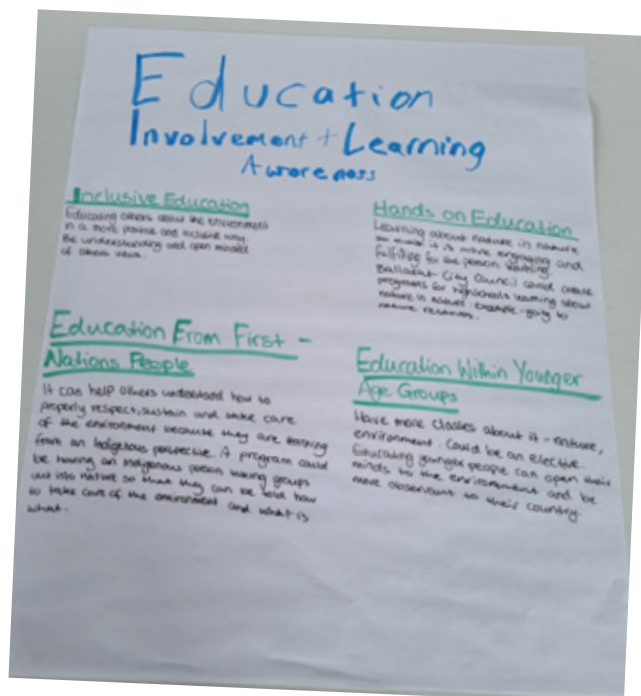 Education
Involvement + Learning
Awareness
Inclusive Education
Educating others about the environment
in a more positive and inclusive way.
Be understanding and open minded
of others views.
Hands on Education
Learning about nature in nature
so make it is more engaging and
fulfilling for the person learning.
Ballarat City Council could create
programs for highschools learning about
nature in nature. example - going to
nature reserves.
Education From First -
Nations People
It can help others understand how to
properly respect, sustain and take care
of the environment because they are learning
from an Indigenous perspective. A program could
be having an Indigenous person taking groups
out into nature so that they can be told how
to take care of the environment and what is
what.
Education Within Younger
Age Groups
Have more classes about it - nature,
environment. Could be an elective.
Educating younger people can open their
minds to the environment and be
more observant to their country.